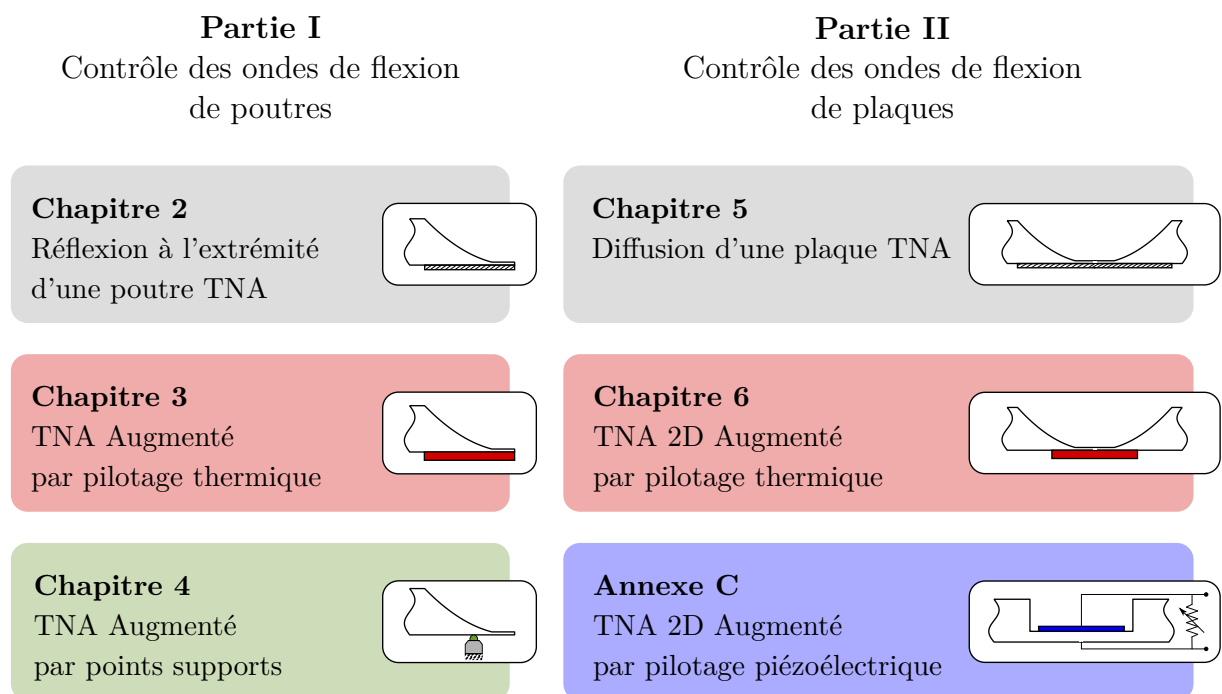 Partie I
Contrôle des ondes de flexion
de poutres
Chapitre 2
Réflexion à l'extrémité
d'une poutre TNA
Chapitre 3
TNA Augmenté
par pilotage thermique
Chapitre 4
TNA Augmenté
par points supports
Partie II
Contrôle des ondes de flexion
de plaques
Chapitre 5
Diffusion d'une plaque TNA
Chapitre 6
TNA 2D Augmenté
par pilotage thermique
Annexe C
TNA 2D Augmenté
par pilotage piézoélectrique